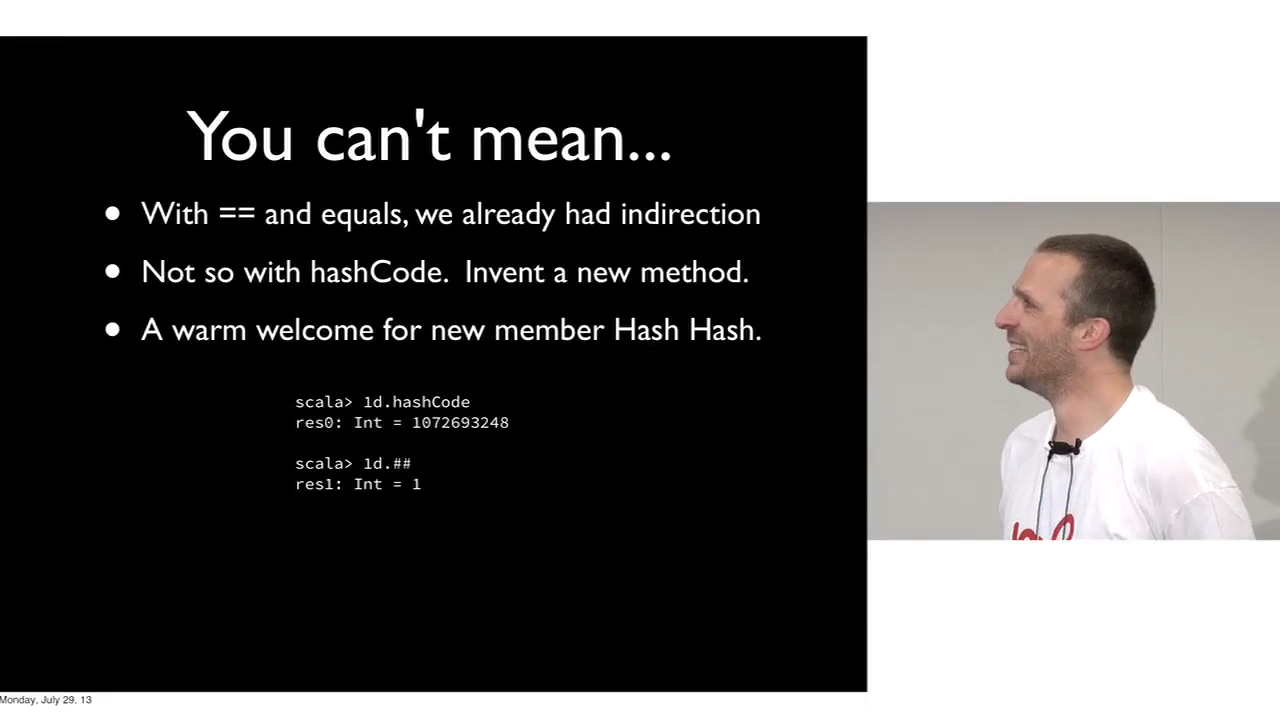 You can't mean...
• With == and equals, we already had indirection
• Not so with hashCode. Invent a new method.
• A warm welcome for new member Hash Hash.
scala> 1d.hashCode
res0: Int = 1072693248
scala> 1d.##
res1: Int = 1
Monday, July 29, 13